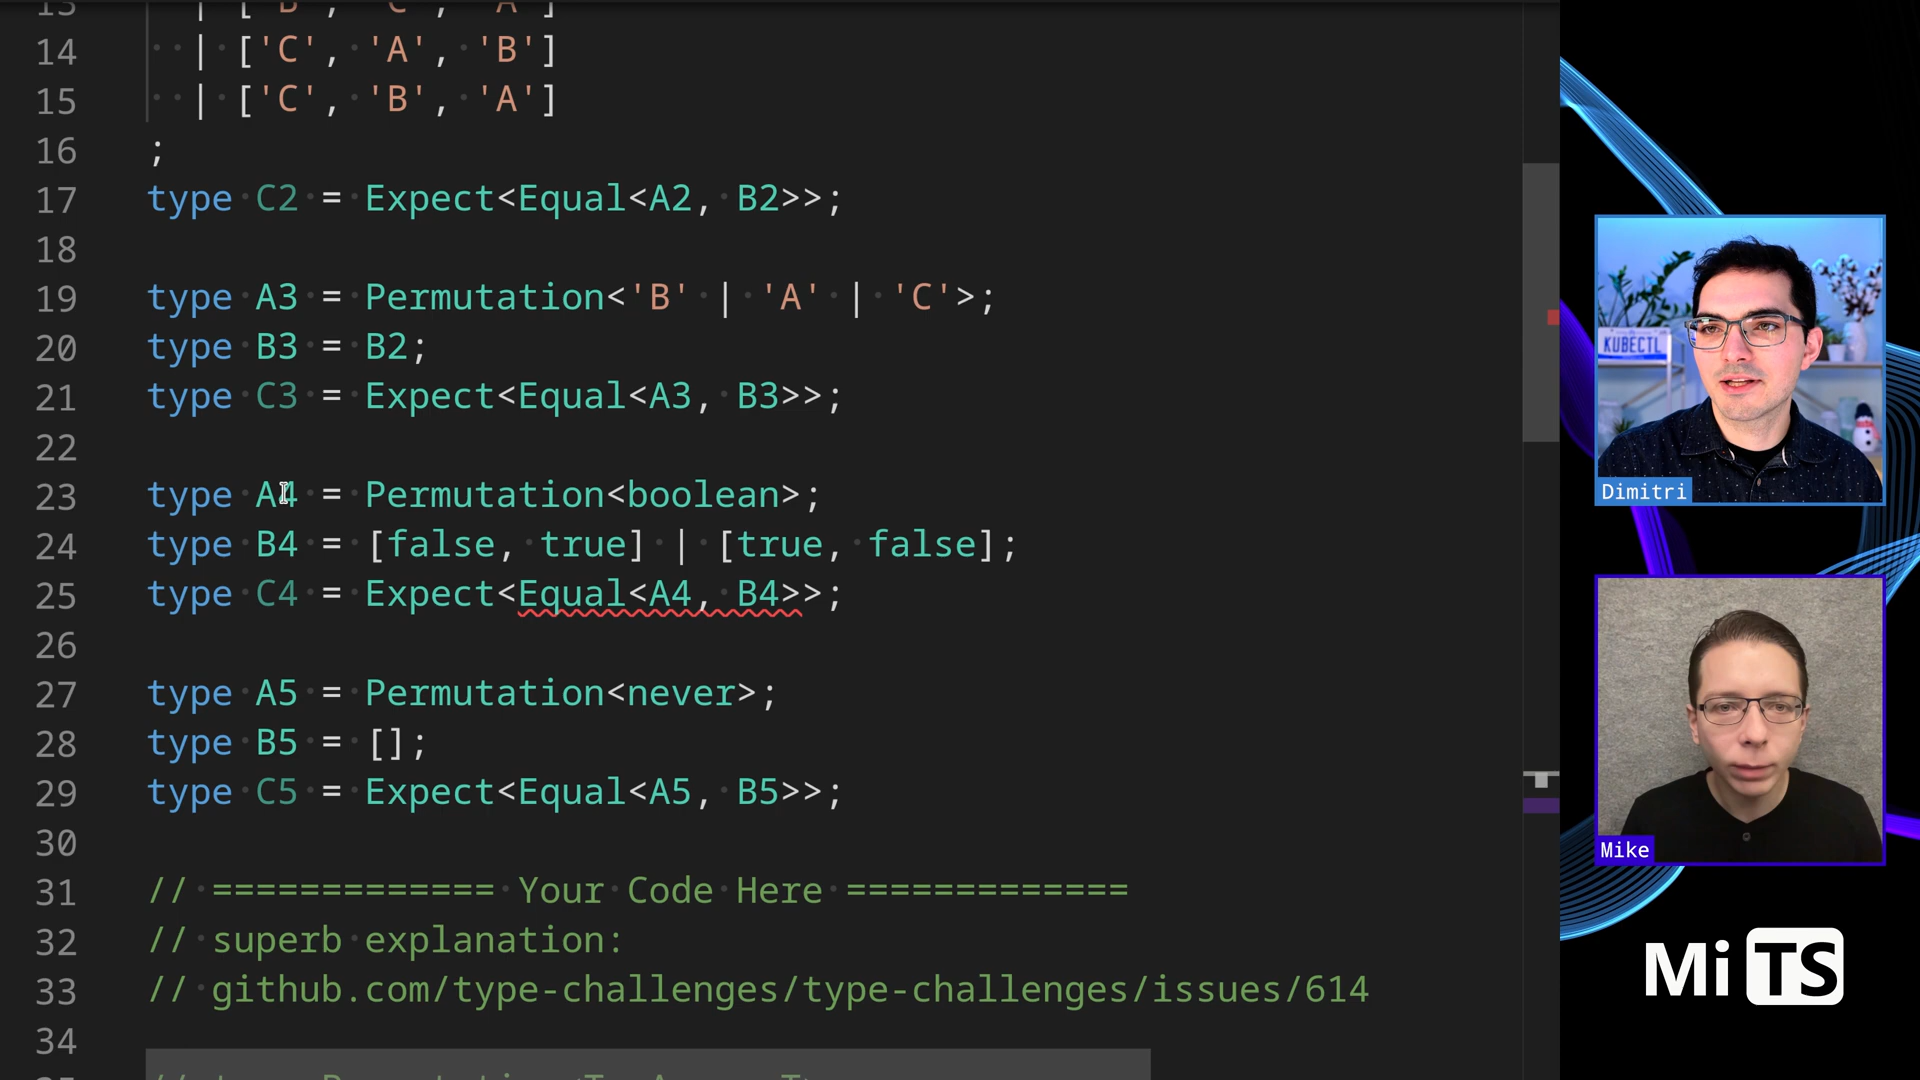 13 | ['B', 'C', 'A']
14 | ['C', 'A', 'B']
15 | ['C', 'B', 'A']
16 ;
17 type C2 = Expect<Equal<A2, B2>>;
18
19 type A3 = Permutation<'B' | 'A' | 'C'>;
20 type B3 = B2;
21 type C3 = Expect<Equal<A3, B3>>;
22
23 type A4 = Permutation<boolean>;
24 type B4 = [false, true] | [true, false];
25 type C4 = Expect<Equal<A4, B4>>;
26
27 type A5 = Permutation<never>;
28 type B5 = [];
29 type C5 = Expect<Equal<A5, B5>>;
30
31 // ============= Your Code Here =============
32 // superb explanation:
33 // github.com/type-challenges/type-challenges/issues/614
34
KUBECTL
Dimitri
Mike
Mi TS